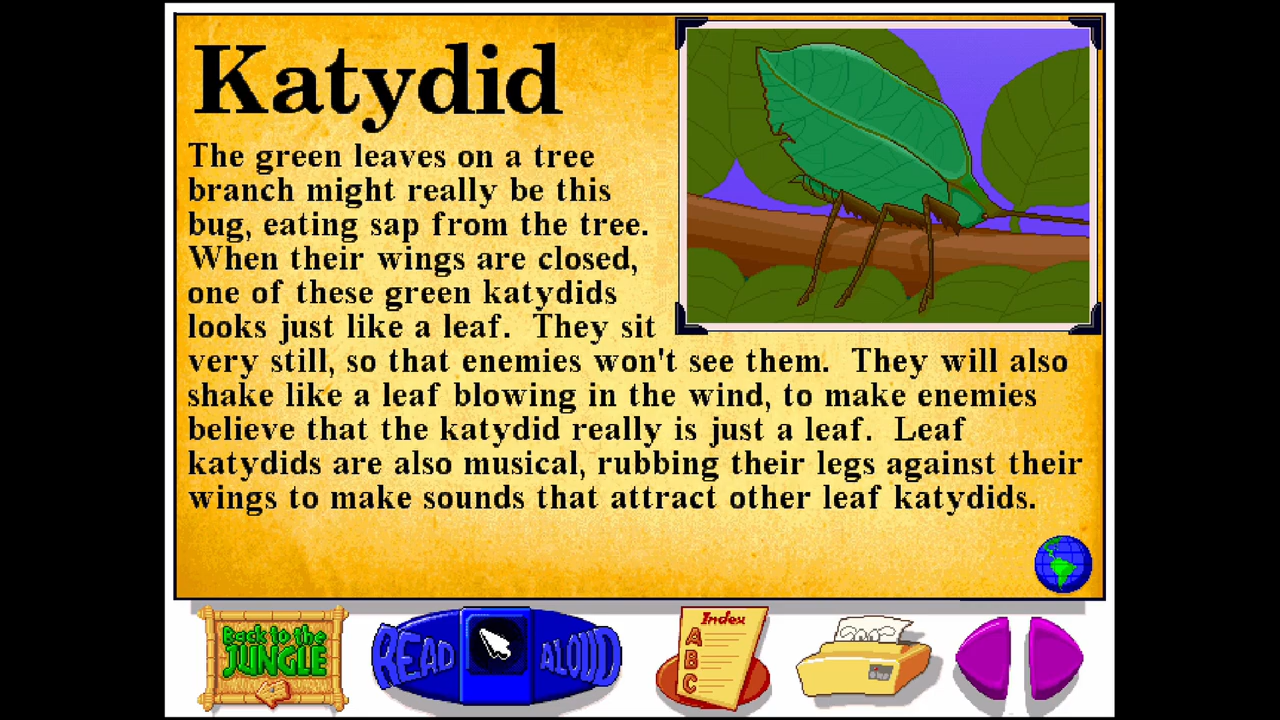 Katydid
The green leaves on a tree
branch might really be this
bug, eating sap from the tree.
When their wings are closed,
one of these green katydids
looks just like a leaf.  They sit
very still, so that enemies won't see them.  They will also
shake like a leaf blowing in the wind, to make enemies
believe that the katydid really is just a leaf.  Leaf
katydids are also musical, rubbing their legs against their
wings to make sounds that attract other leaf katydids.
Back to the
JUNGLE
READ ALOUD
Index
A
B
C